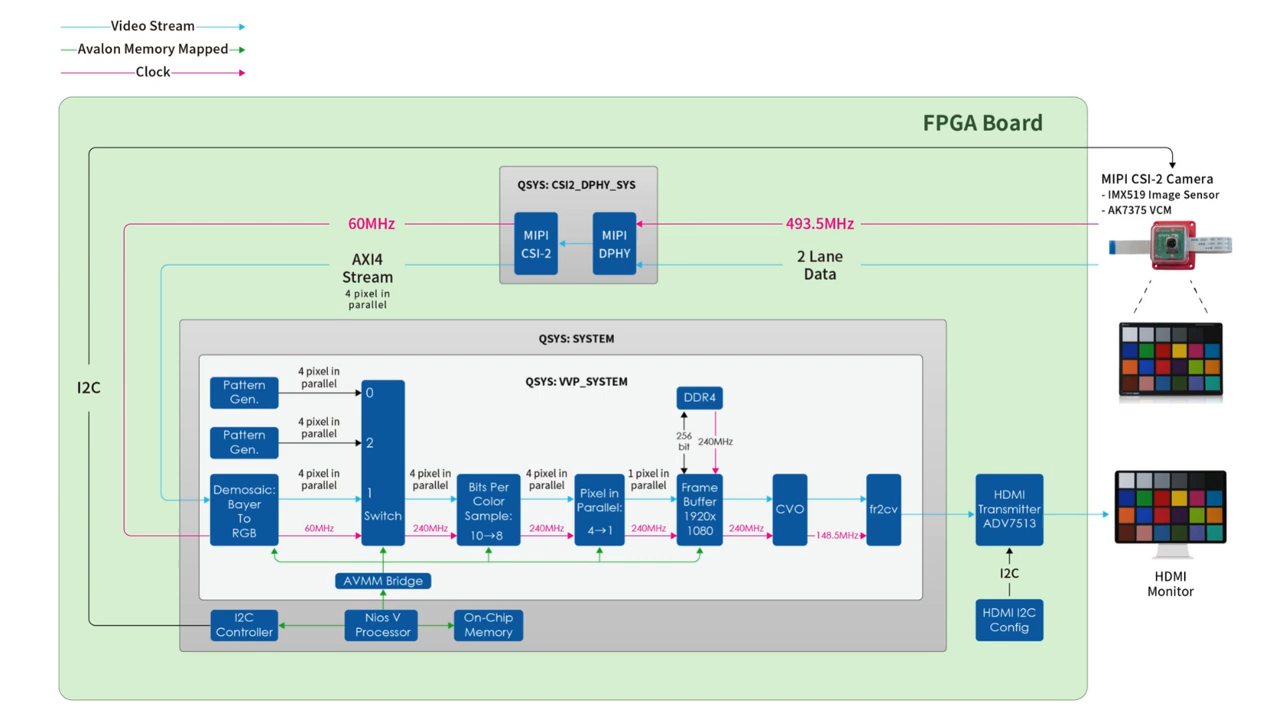 Video Stream
Avalon Memory Mapped
Clock
FPGA Board
QSYS: CSI2_DPHY_SYS
MIPI CSI-2 Camera
- IMX519 Image Sensor
- AK7375 VCM
60MHz
MIPI
CSI-2
MIPI
DPHY
493.5MHz
AXI4
Stream
4 pixel in
parallel
2 Lane
Data
QSYS: SYSTEM
I2C
QSYS: VVP_SYSTEM
Pattern
Gen.
4 pixel in
parallel
0
DDR4
Pattern
Gen.
4 pixel in
parallel
2
256
bit
240MHz
Demosaic:
Bayer
To
RGB
4 pixel in
parallel
60MHz
1
Switch
4 pixel in
parallel
240MHz
Bits Per
Color
Sample:
10→8
4 pixel in
parallel
240MHz
Pixel in
Parallel:
4→1
1 pixel in
parallel
240MHz
Frame
Buffer
1920x
1080
240MHz
CVO
148.5MHz
fr2cv
HDMI
Transmitter
ADV7513
HDMI
Monitor
AVMM Bridge
I2C
I2C
Controller
Nios V
Processor
On-Chip
Memory
HDMI I2C
Config